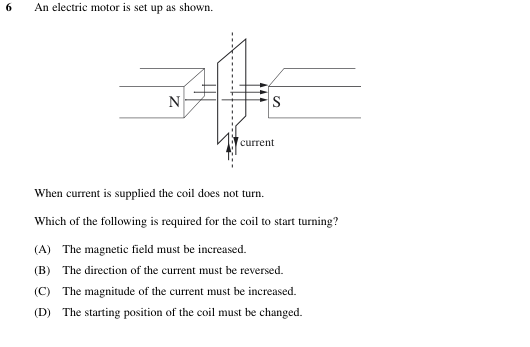 6 An electric motor is set up as shown.
N
S
current
When current is supplied the coil does not turn.
Which of the following is required for the coil to start turning?
(A) The magnetic field must be increased.
(B) The direction of the current must be reversed.
(C) The magnitude of the current must be increased.
(D) The starting position of the coil must be changed.